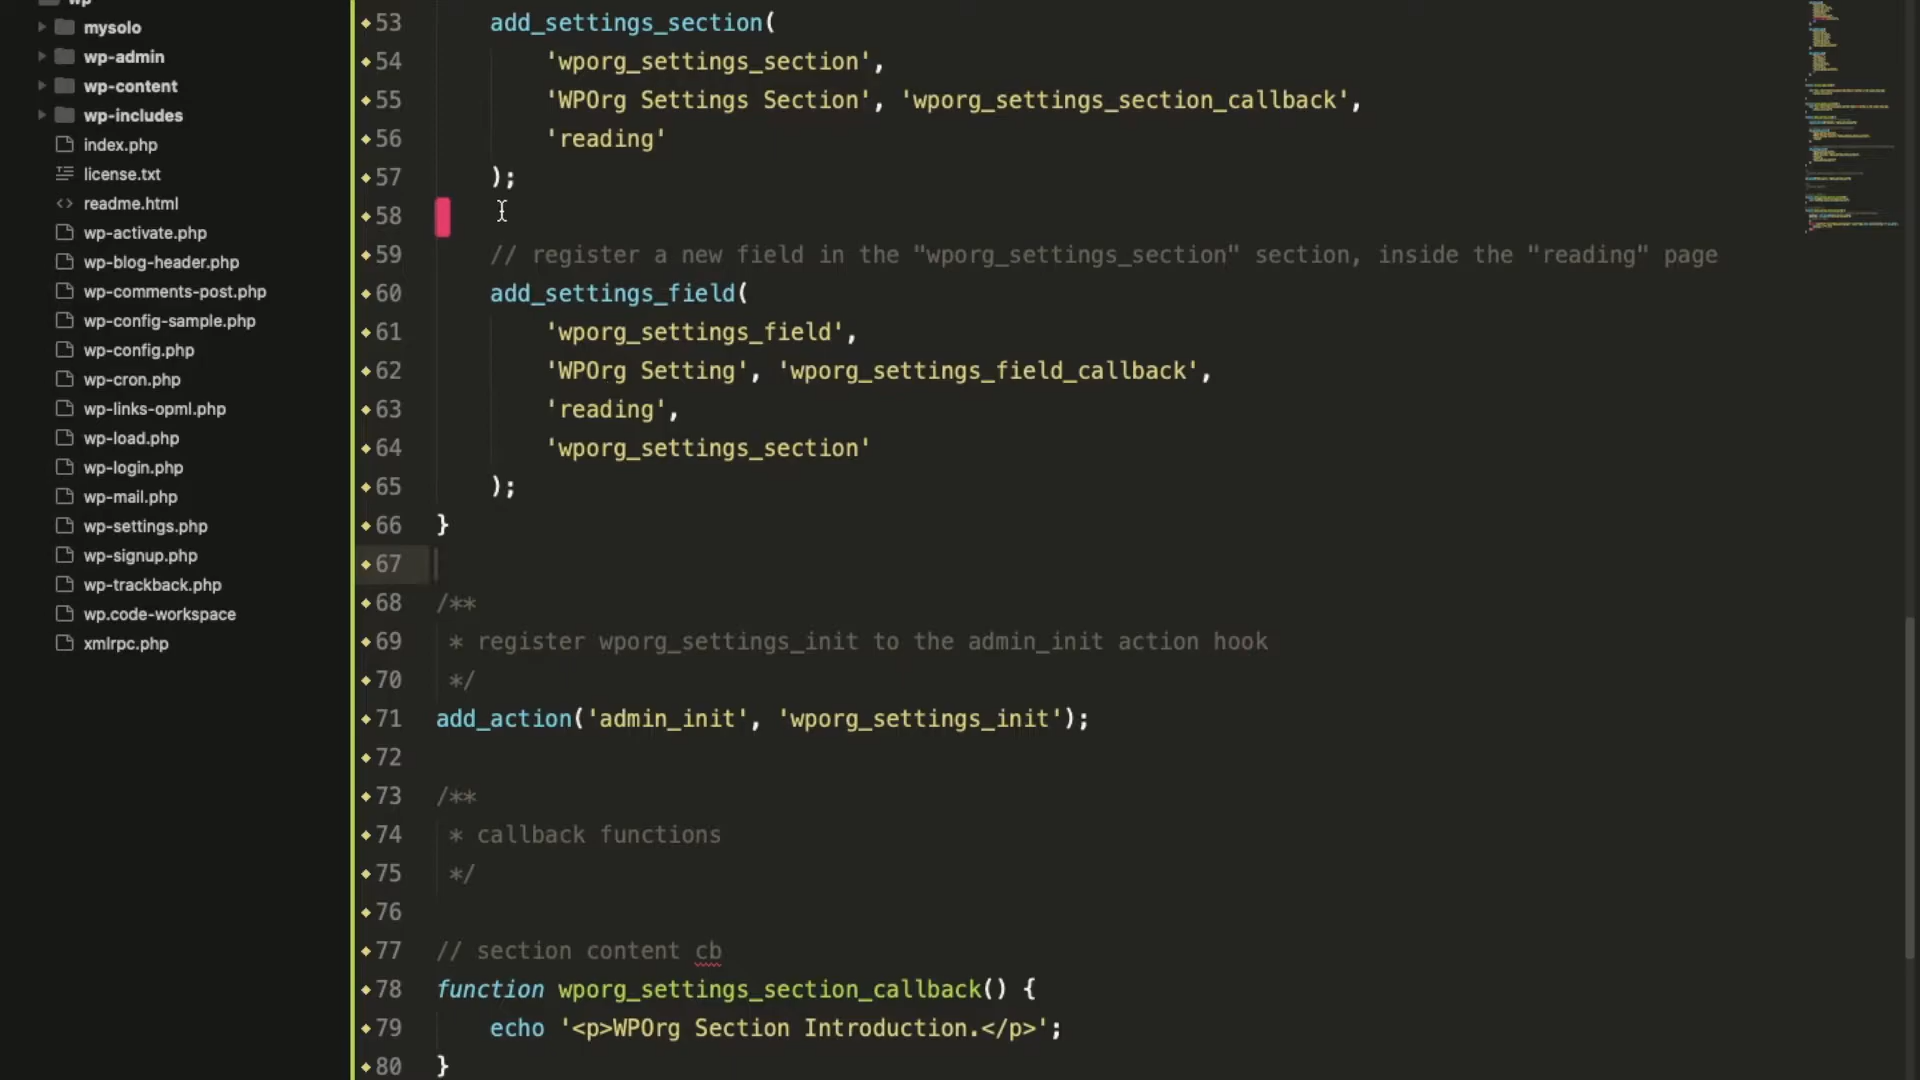 wp
mysolo
wp-admin
wp-content
wp-includes
index.php
license.txt
<> readme.html
wp-activate.php
wp-blog-header.php
wp-comments-post.php
wp-config-sample.php
wp-config.php
wp-cron.php
wp-links-opml.php
wp-load.php
wp-login.php
wp-mail.php
wp-settings.php
wp-signup.php
wp-trackback.php
wp.code-workspace
xmlrpc.php
53 add_settings_section(
54 'wporg_settings_section',
55 'WPOrg Settings Section', 'wporg_settings_section_callback',
56 'reading'
57 );
58
59 // register a new field in the "wporg_settings_section" section, inside the "reading" page
60 add_settings_field(
61 'wporg_settings_field',
62 'WPOrg Setting', 'wporg_settings_field_callback',
63 'reading',
64 'wporg_settings_section'
65 );
66 }
67
68 /**
69 * register wporg_settings_init to the admin_init action hook
70 */
71 add_action('admin_init', 'wporg_settings_init');
72
73 /**
74 * callback functions
75 */
76
77 // section content cb
78 function wporg_settings_section_callback() {
79 echo '<p>WPOrg Section Introduction.</p>';
80 }